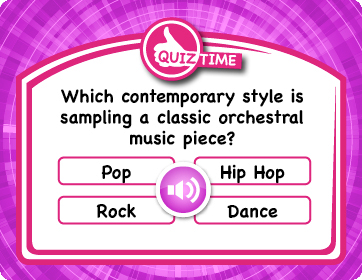 QUIZ TIME
Which contemporary style is
sampling a classic orchestral
music piece?
Pop
Hip Hop
Rock
Dance